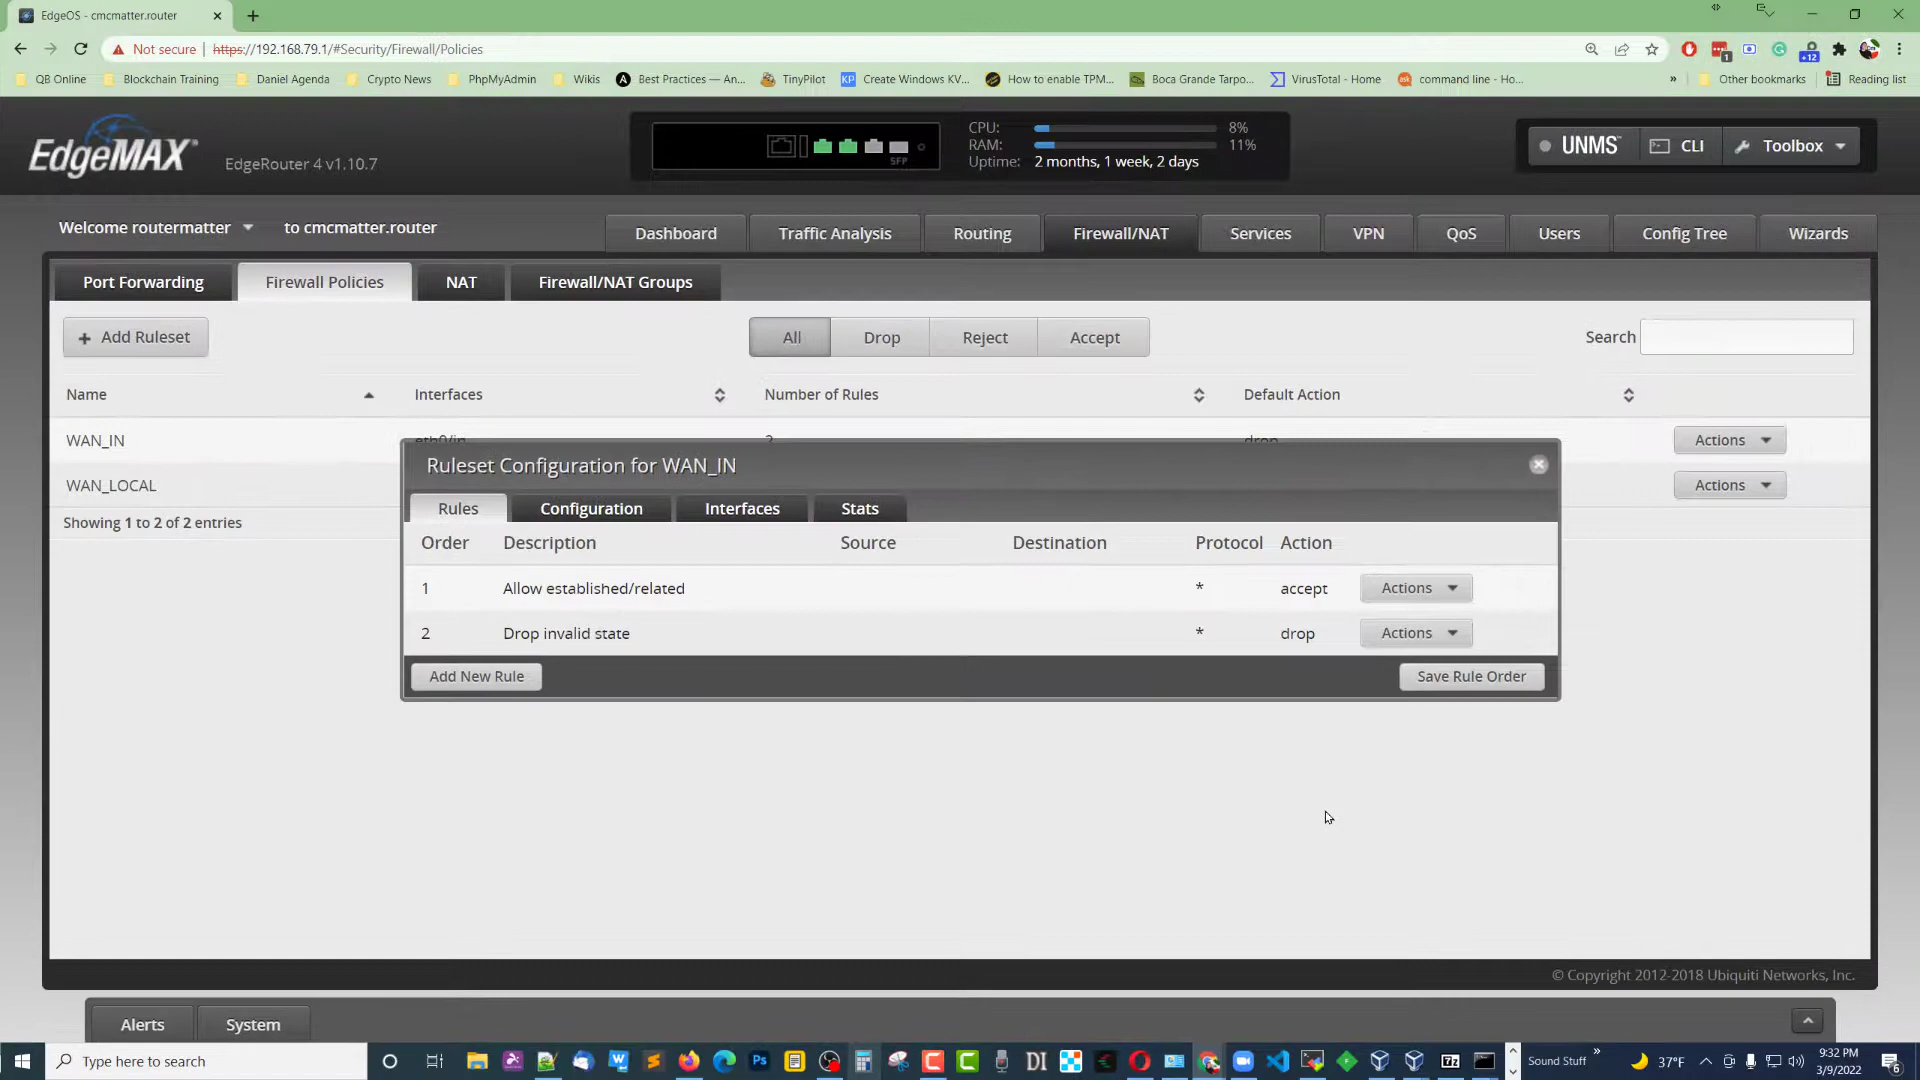 EdgeOS - cmcmatter.router
Not secure | https://192.168.79.1/#Security/Firewall/Policies
+12
QB Online Blockchain Training Daniel Agenda Crypto News PhpMyAdmin Wikis Best Practices — An... TinyPilot KP Create Windows KV... How to enable TPM... Boca Grande Tarpo... VirusTotal - Home command line - Ho... » Other bookmarks Reading list
EdgeMAX EdgeRouter 4 v1.10.7
SFP
CPU: 8%
RAM: 11%
Uptime: 2 months, 1 week, 2 days
UNMS CLI Toolbox
Welcome routermatter to cmcmatter.router
Dashboard Traffic Analysis Routing Firewall/NAT Services VPN QoS Users Config Tree Wizards
Port Forwarding Firewall Policies NAT Firewall/NAT Groups
+ Add Ruleset All Drop Reject Accept Search
Name Interfaces Number of Rules Default Action
WAN_IN eth0/in 2 drop Actions
WAN_LOCAL Actions
Showing 1 to 2 of 2 entries
Ruleset Configuration for WAN_IN
Rules Configuration Interfaces Stats
Order Description Source Destination Protocol Action
1 Allow established/related * accept Actions
2 Drop invalid state * drop Actions
Add New Rule Save Rule Order
© Copyright 2012-2018 Ubiquiti Networks, Inc.
Alerts System
Type here to search
Sound Stuff »
37°F
9:32 PM
3/9/2022
6